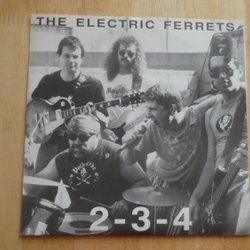 THE ELECTRIC FERRETS
2-3-4